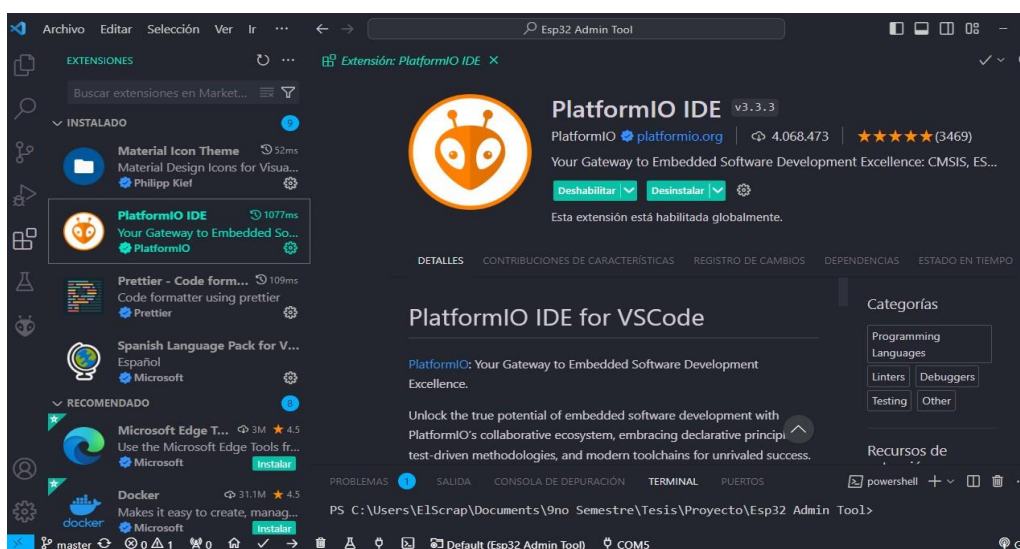 Archivo Editar Selección Ver Ir ···
Esp32 Admin Tool
EXTENSIONES
Buscar extensiones en Market...
INSTALADO 9
Material Icon Theme 52ms
Material Design Icons for Visua...
Philipp Kief
PlatformIO IDE 1077ms
Your Gateway to Embedded So...
PlatformIO
Prettier - Code form... 109ms
Code formatter using prettier
Prettier
Spanish Language Pack for V...
Español
Microsoft
RECOMENDADO 8
Microsoft Edge T... 3M ★ 4.5
Use the Microsoft Edge Tools fr...
Microsoft Instalar
Docker 31.1M ★ 4.5
Makes it easy to create, manag...
docker
Microsoft Instalar
Extensión: PlatformIO IDE
PlatformIO IDE v3.3.3
PlatformIO platformio.org 4.068.473 ★★★★★(3469)
Your Gateway to Embedded Software Development Excellence: CMSIS, ES...
Deshabilitar Desinstalar
Esta extensión está habilitada globalmente.
DETALLES CONTRIBUCIONES DE CARACTERÍSTICAS REGISTRO DE CAMBIOS DEPENDENCIAS ESTADO EN TIEMPO
PlatformIO IDE for VSCode
PlatformIO: Your Gateway to Embedded Software Development
Excellence.
Unlock the true potential of embedded software development with
PlatformIO's collaborative ecosystem, embracing declarative princip
test-driven methodologies, and modern toolchains for unrivaled success.
Categorías
Programming
Languages
Linters Debuggers
Testing Other
Recursos de
PROBLEMAS 1 SALIDA CONSOLA DE DEPURACIÓN TERMINAL PUERTOS powershell
PS C:\Users\ElScrap\Documents\9no Semestre\Tesis\Proyecto\Esp32 Admin Tool>
master 0 1 0 Default (Esp32 Admin Tool) COM5